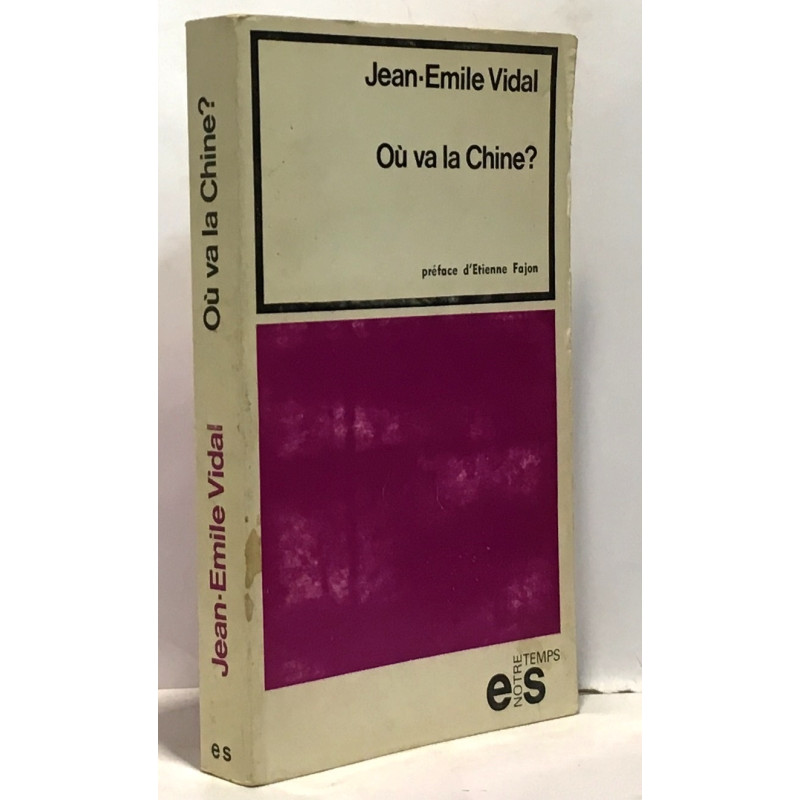 Jean-Emile Vidal
Où va la Chine?
préface d'Etienne Fajon
NOTRE
TEMPS
es
Où va la Chine?
Jean-Emile Vidal
es